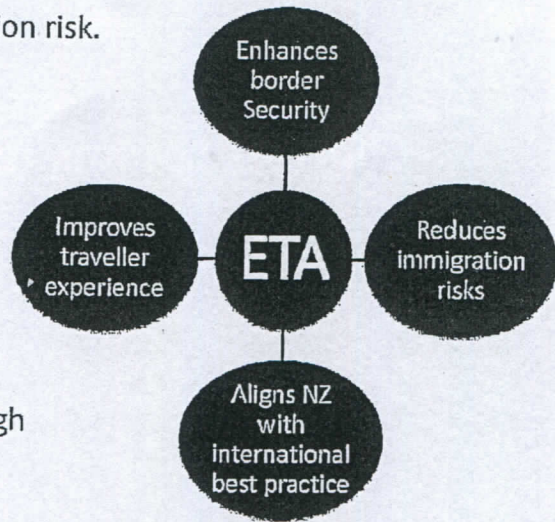 on risk.
Enhances
border
Security
Improves
traveller
experience
ETA
Reduces
immigration
risks
Aligns NZ
with
international
best practice
gh